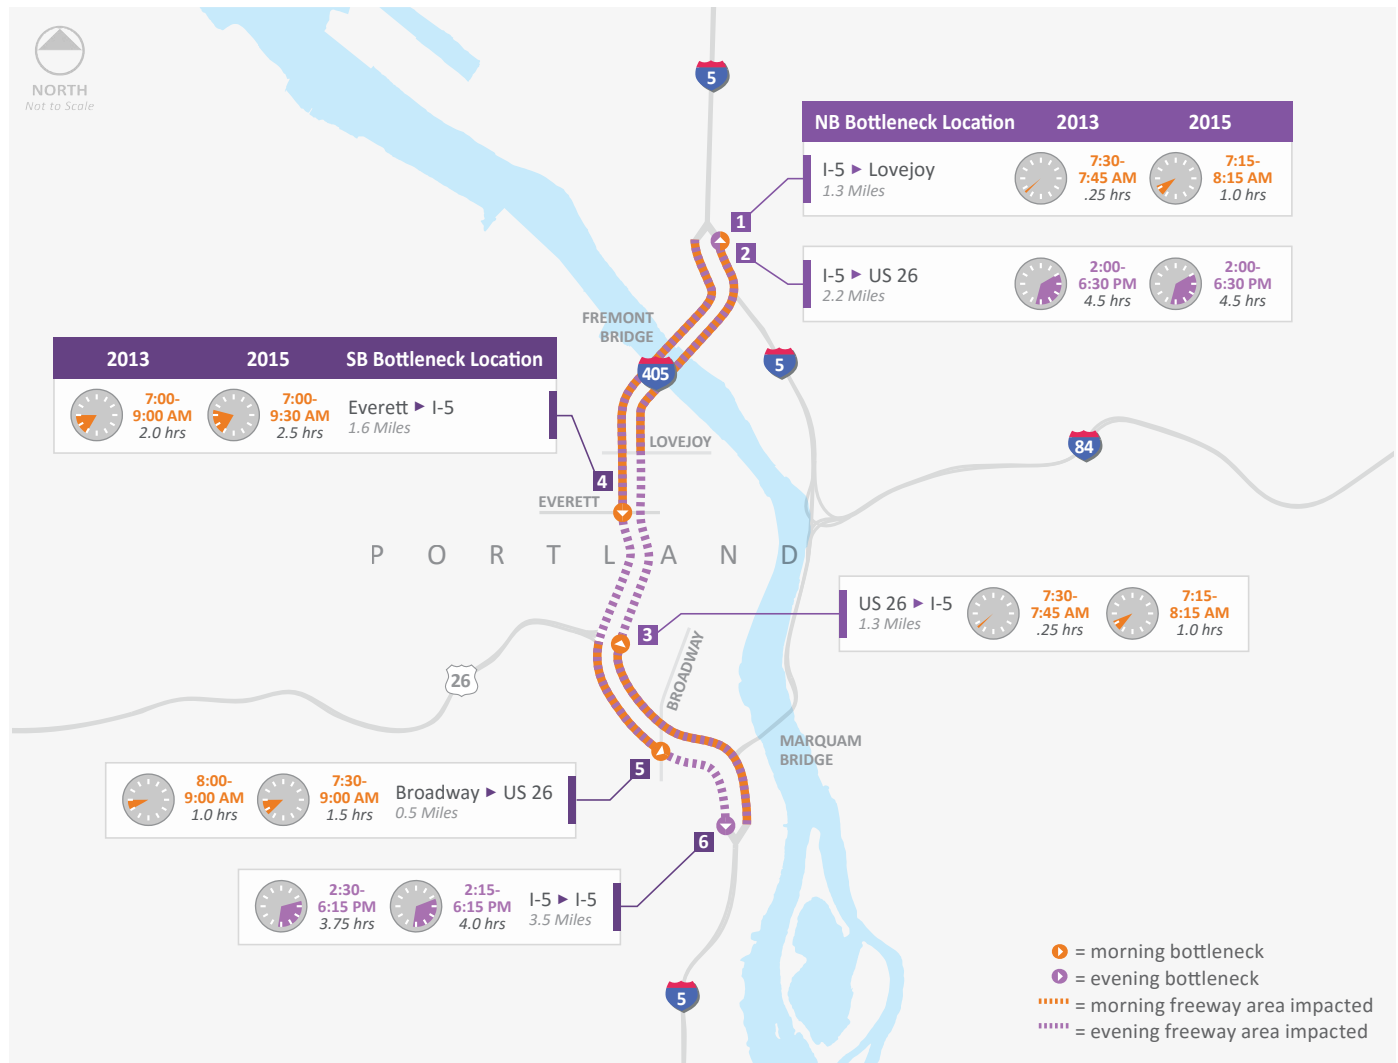 NORTH
Not to Scale
5
NB Bottleneck Location 2013 2015
I-5 ► Lovejoy
1.3 Miles
7:30-
7:45 AM
.25 hrs
7:15-
8:15 AM
1.0 hrs
1
2
I-5 ► US 26
2.2 Miles
2:00-
6:30 PM
4.5 hrs
2:00-
6:30 PM
4.5 hrs
FREMONT
BRIDGE
405
5
2013 2015 SB Bottleneck Location
7:00-
9:00 AM
2.0 hrs
7:00-
9:30 AM
2.5 hrs
Everett ► I-5
1.6 Miles
LOVEJOY
84
4
EVERETT
PORTLAND
US 26 ► I-5
1.3 Miles
7:30-
7:45 AM
.25 hrs
7:15-
8:15 AM
1.0 hrs
3
BROADWAY
26
MARQUAM
BRIDGE
5
8:00-
9:00 AM
1.0 hrs
7:30-
9:00 AM
1.5 hrs
Broadway ► US 26
0.5 Miles
6
2:30-
6:15 PM
3.75 hrs
2:15-
6:15 PM
4.0 hrs
I-5 ► I-5
3.5 Miles
5
= morning bottleneck
= evening bottleneck
= morning freeway area impacted
= evening freeway area impacted